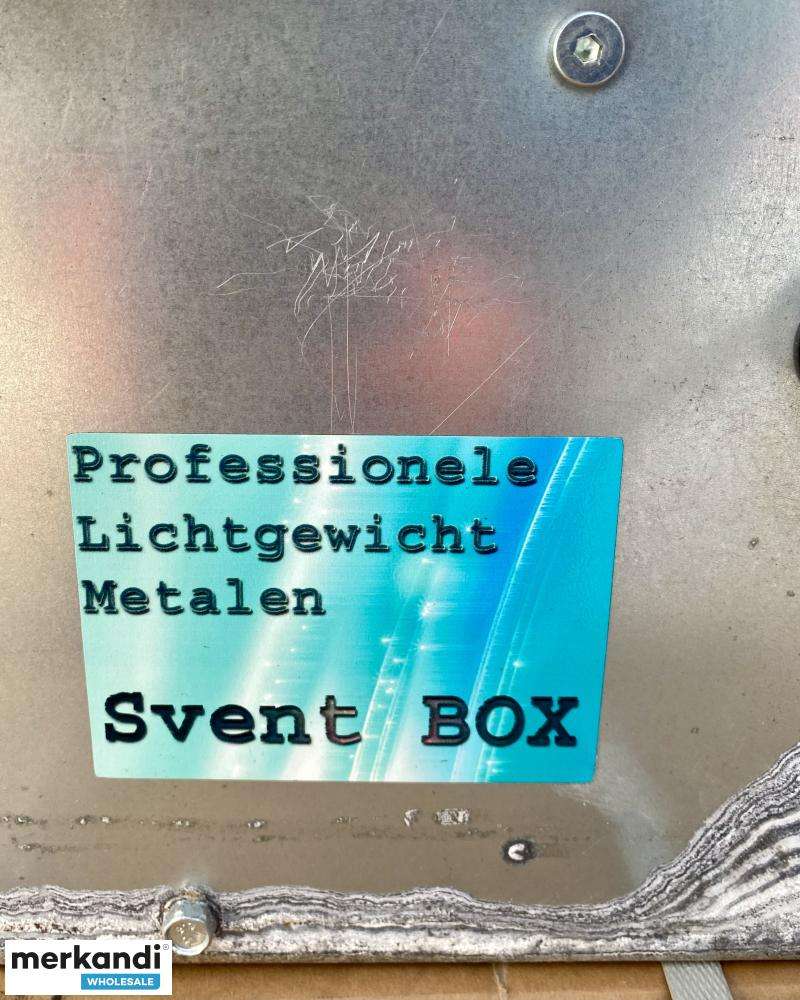 Professionele
Lichtgewicht
Metalen
Svent BOX
merkandi®
WHOLESALE